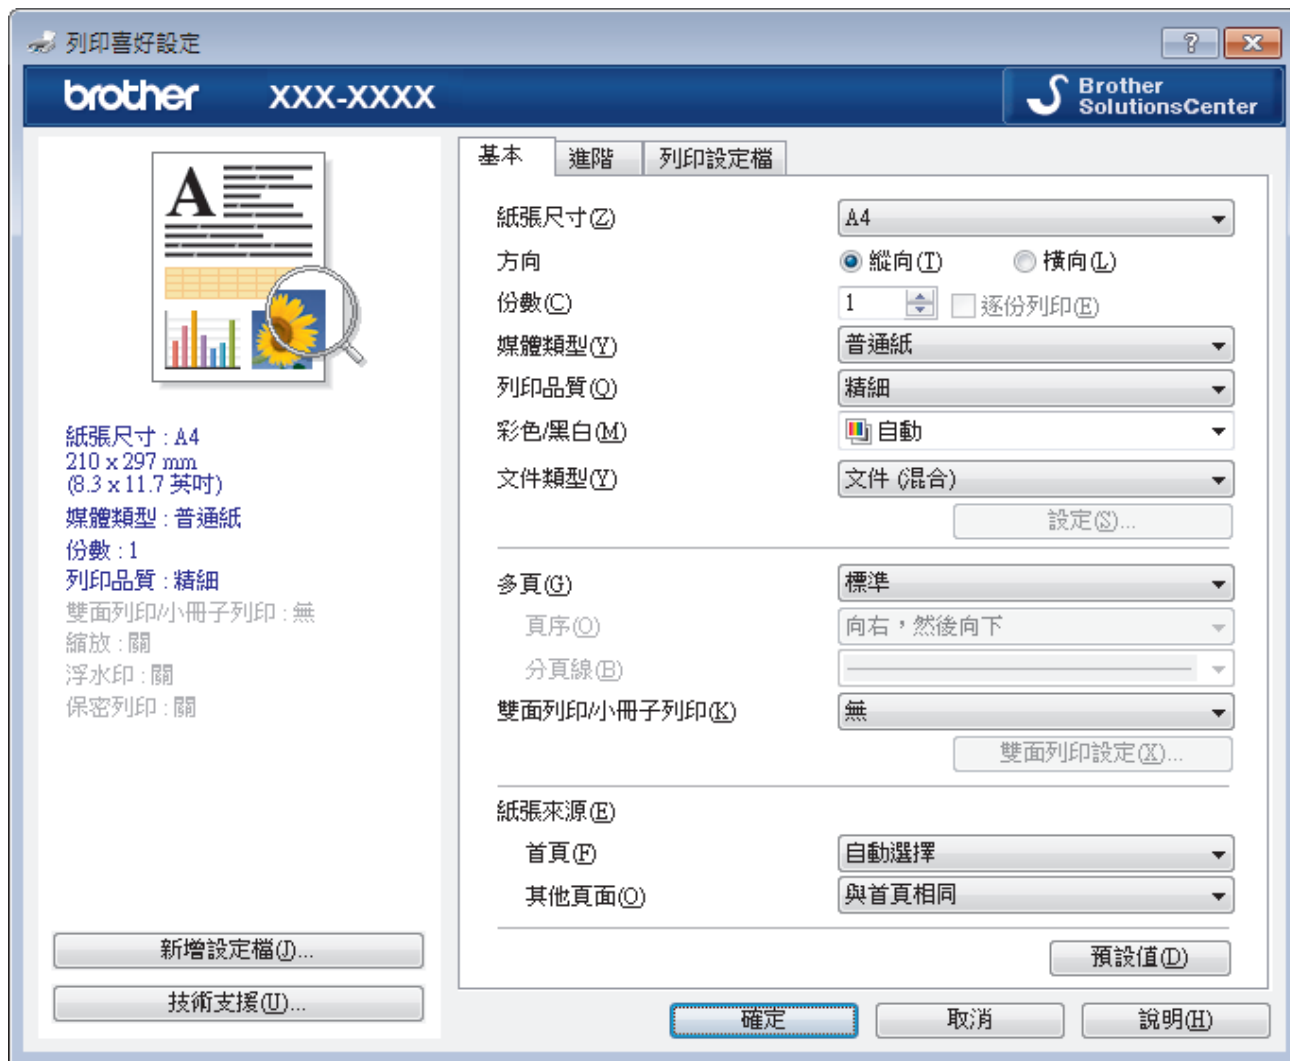 列印喜好設定
brother XXX-XXXX
Brother
SolutionsCenter
A
紙張尺寸 : A4
210 x 297 mm
(8.3 x 11.7 英吋)
媒體類型 : 普通紙
份數 : 1
列印品質 : 精細
雙面列印/小冊子列印 : 無
縮放 : 關
浮水印 : 關
保密列印 : 關
新增設定檔(J)...
技術支援(U)...
基本 進階 列印設定檔
紙張尺寸(Z) A4
方向 縱向(T) 橫向(L)
份數(C) 1 逐份列印(E)
媒體類型(Y) 普通紙
列印品質(Q) 精細
彩色/黑白(M) 自動
文件類型(Y) 文件 (混合)
設定(S)...
多頁(G) 標準
頁序(O) 向右，然後向下
分頁線(B)
雙面列印/小冊子列印(K) 無
雙面列印設定(X)...
紙張來源(E)
首頁(F) 自動選擇
其他頁面(O) 與首頁相同
預設值(D)
確定 取消 說明(H)